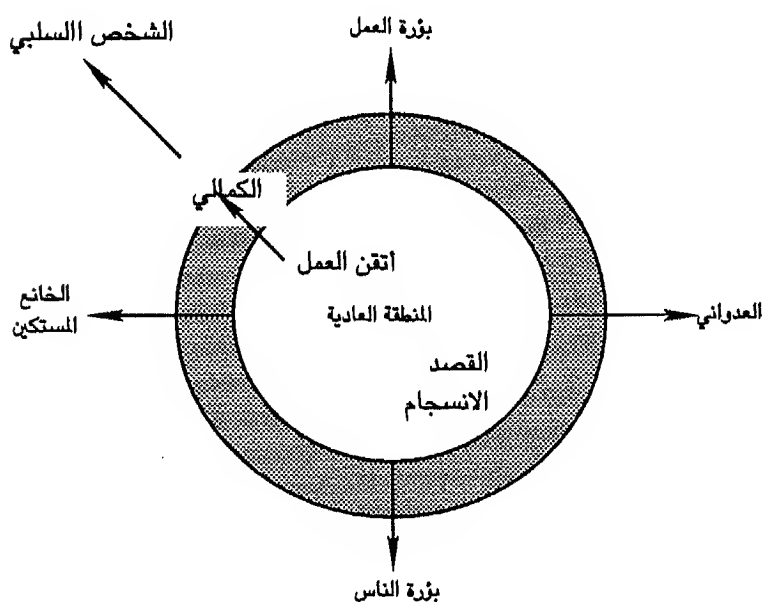 بؤرة العمل
الشخص االسلبي
الكمالي
أتقن العمل
الخانع
المستكين
المنطقة العادية
العدواني
القصد
الانسجام
بؤرة الناس